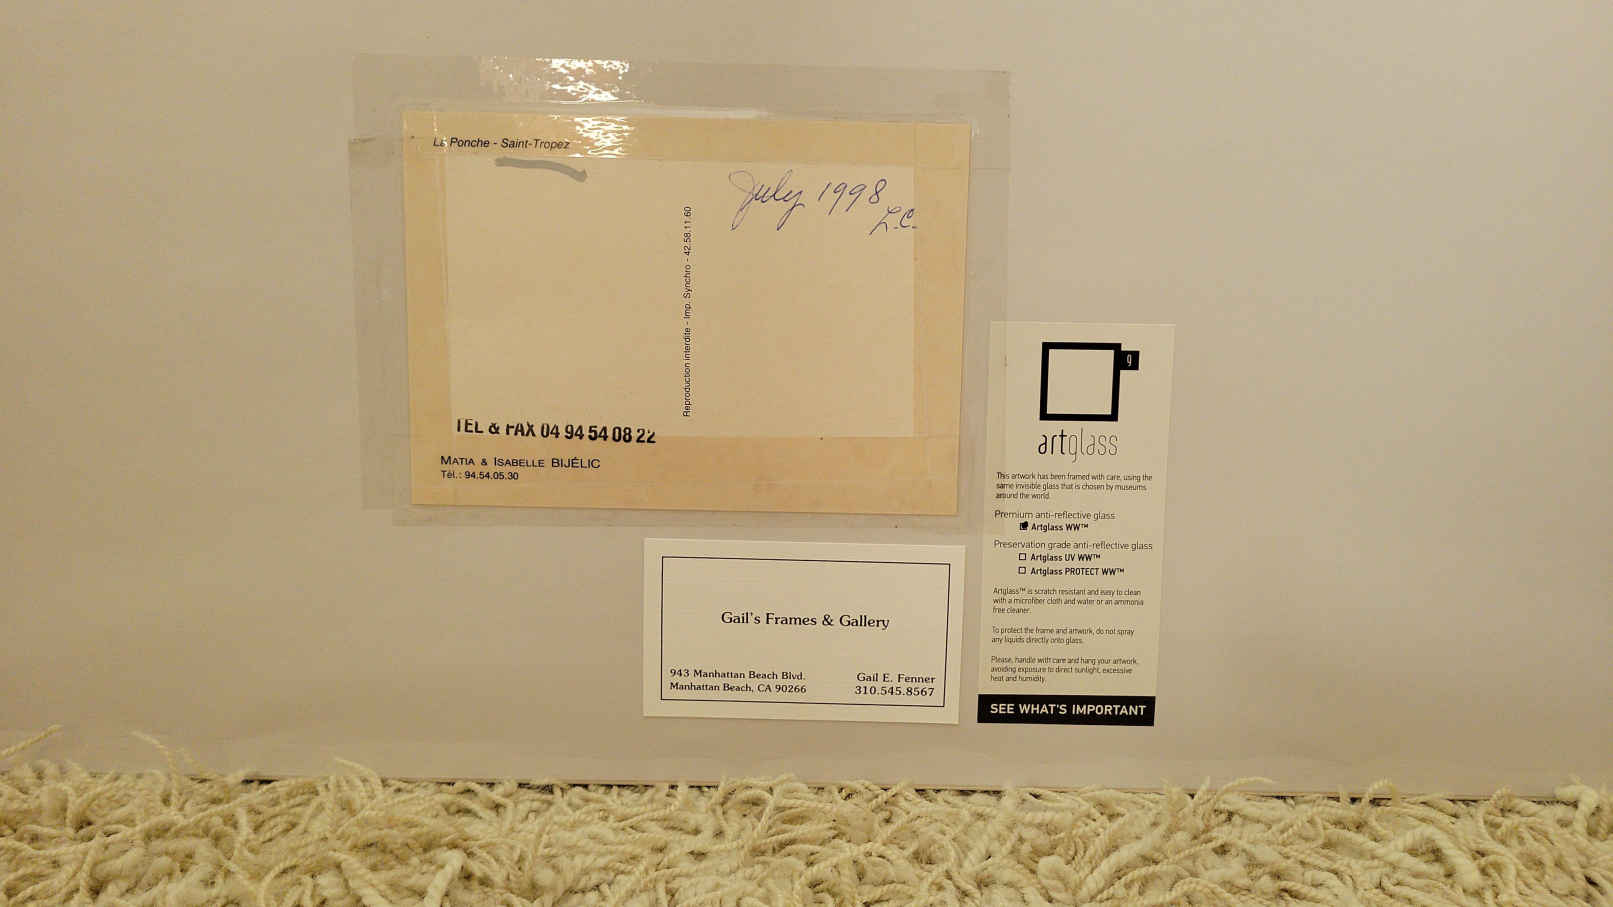 La Ponche - Saint-Tropez
July 1998
L.C.
Reproduction interdite - Imp. Synchro - 42.58.11.60
TEL & FAX 04 94 54 08 22
MATIA & ISABELLE BIJÉLIC
Tél.: 94.54.05.30
g
artglass
This artwork has been framed with care, using the
same invisible glass that is chosen by museums
around the world.
Premium anti-reflective glass
Artglass WW™
Preservation grade anti-reflective glass
Artglass UV WW™
Artglass PROTECT WW™
Artglass™ is scratch resistant and easy to clean
with a microfiber cloth and water or an ammonia
free cleaner.
To protect the frame and artwork, do not spray
any liquids directly onto glass.
Please, handle with care and hang your artwork,
avoiding exposure to direct sunlight, excessive
heat and humidity.
SEE WHAT'S IMPORTANT
Gail's Frames & Gallery
943 Manhattan Beach Blvd.
Manhattan Beach, CA 90266
Gail E. Fenner
310.545.8567